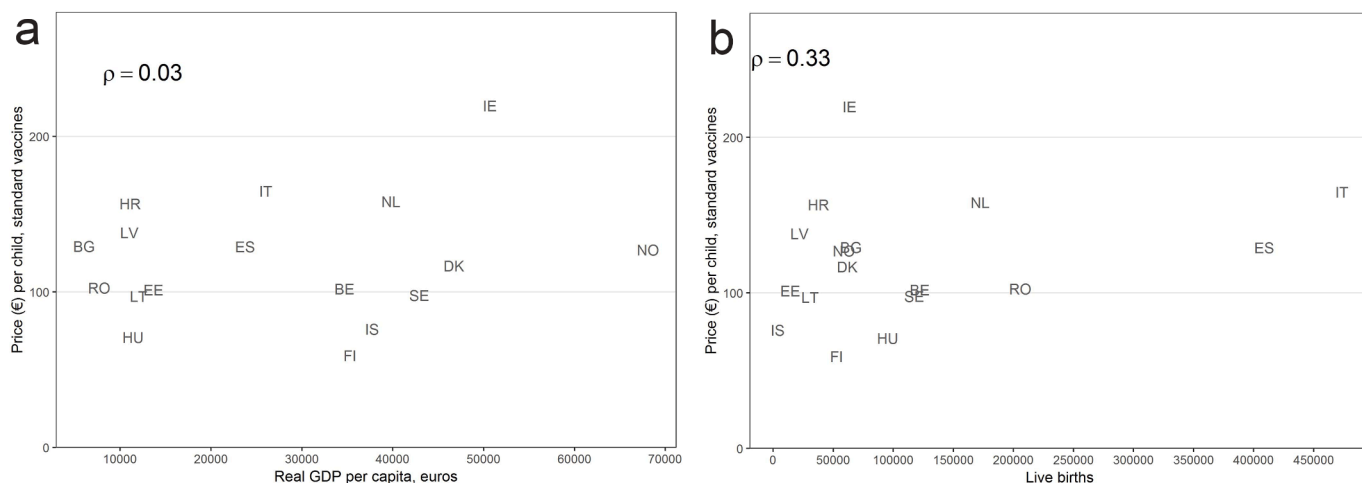 a
ρ = 0.03
Price (€) per child, standard vaccines
200
100
0
IE
IT
NL
HR
LV
BG
ES
NO
DK
RO
LT
EE
BE
SE
IS
HU
FI
10000 20000 30000 40000 50000 60000 70000
Real GDP per capita, euros
b
ρ = 0.33
Price (€) per child, standard vaccines
200
100
0
IE
IT
HR
NL
LV
NO
BG
ES
DK
EE
LT
SE
BE
RO
IS
HU
FI
0 50000 100000 150000 200000 250000 300000 350000 400000 450000
Live births